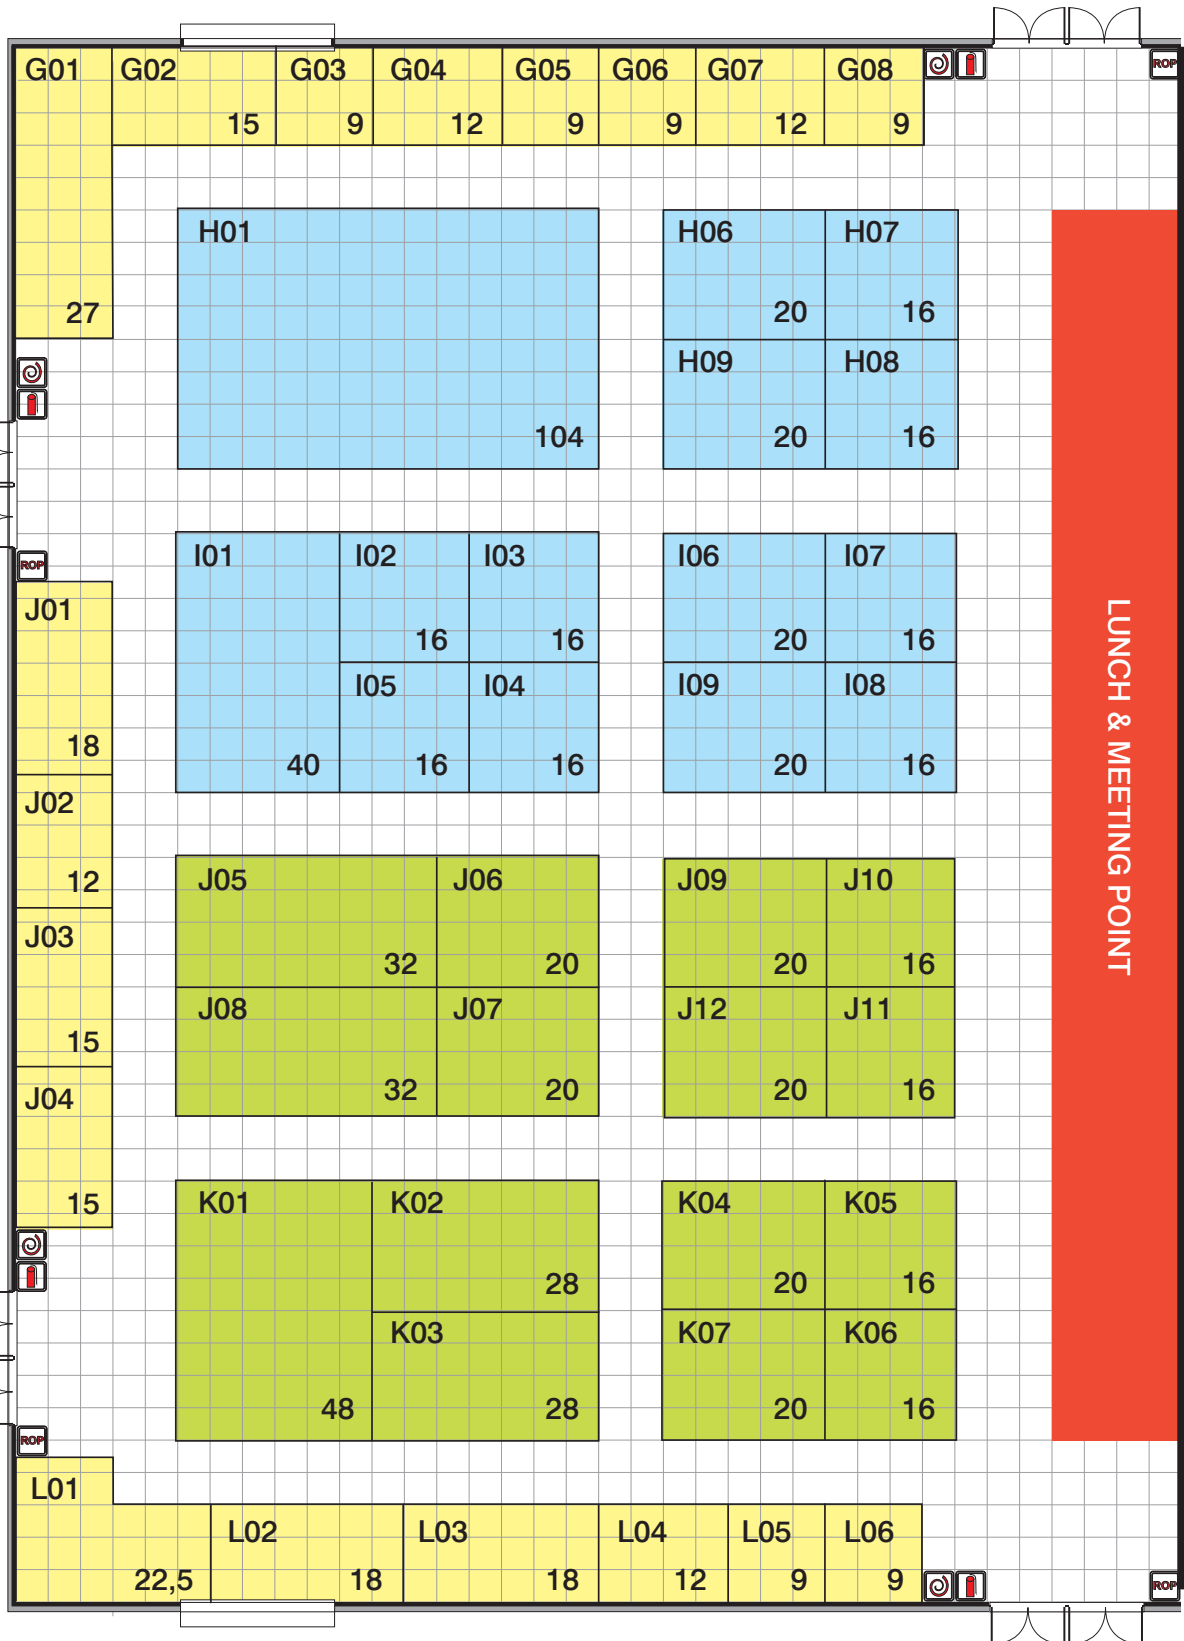 G01 G02 G03 G04 G05 G06 G07 G08 ROP
15 9 12 9 9 12 9
27
H01 H06 H07
20 16
H09 H08
104 20 16
ROP
I01 I02 I03 I06 I07
16 16 20 16
I05 I04 I09 I08
40 16 16 20 16
J01
18
J02
12
J03
15
J04
15
J05 J06 J09 J10
32 20 20 16
J08 J07 J12 J11
32 20 20 16
LUNCH & MEETING POINT
K01 K02 K04 K05
28 20 16
K03 K07 K06
48 28 20 16
ROP
L01
L02 L03 L04 L05 L06
22,5 18 18 12 9 9 ROP